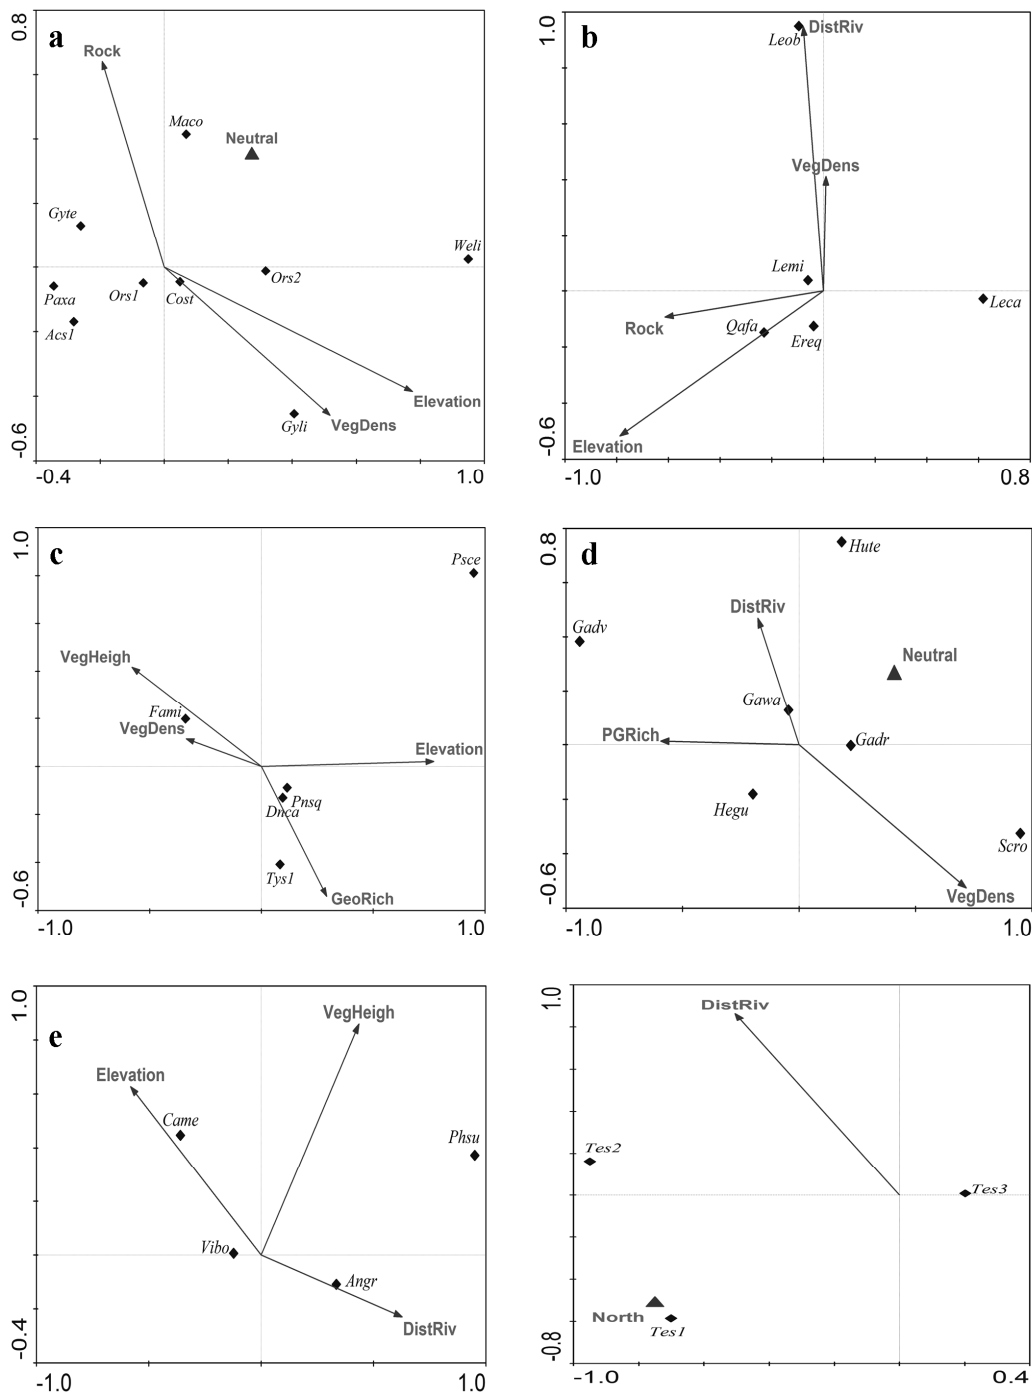 a
0.8
-0.6
-0.4
1.0
Rock
Maco
Neutral
Gyte
Weli
Paxa
Ors1
Cost
Ors2
Acs1
Elevation
VegDens
Gyli
b
1.0
-0.6
-1.0
0.8
Leob
DistRiv
VegDens
Lemi
Leca
Rock
Qafa
Ereq
Elevation
c
1.0
-0.6
-1.0
1.0
Psce
VegHeigh
Fami
VegDens
Elevation
Pnsq
Dnca
Tys1
GeoRich
d
0.8
-0.6
-1.0
1.0
Hute
DistRiv
Gadv
Neutral
Gawa
PGRich
Gadr
Hegu
Scro
VegDens
e
1.0
-0.4
-1.0
1.0
VegHeigh
Elevation
Came
Phsu
Vibo
Angr
DistRiv
1.0
-0.8
-1.0
0.4
DistRiv
Tes2
Tes3
North
Tes1